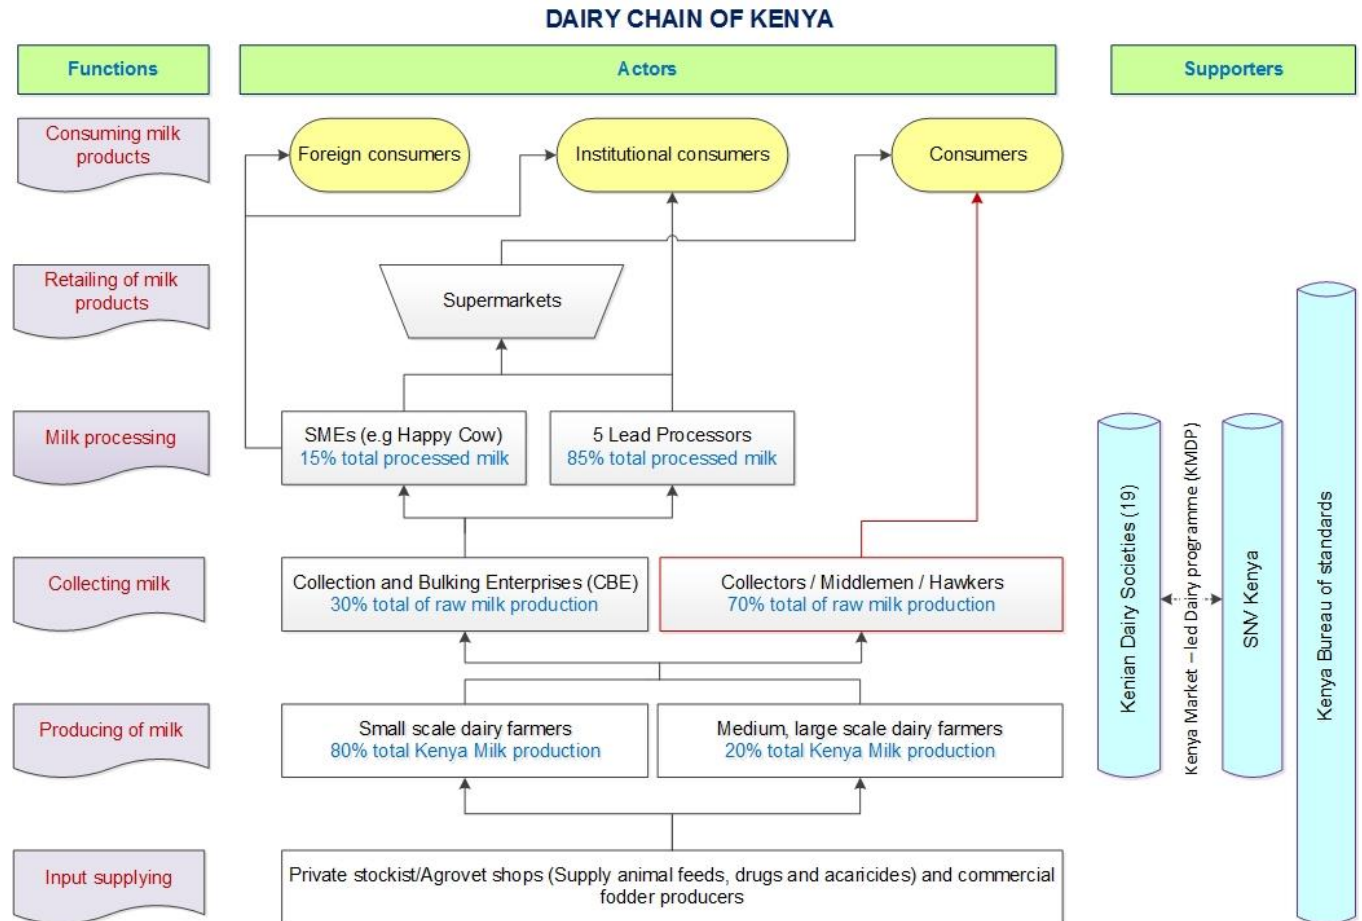 DAIRY CHAIN OF KENYA
Functions
Actors
Supporters
Consuming milk
products
Foreign consumers
Institutional consumers
Consumers
Retailing of milk
products
Supermarkets
Milk processing
SMEs (e.g Happy Cow)
15% total processed milk
5 Lead Processors
85% total processed milk
Collecting milk
Collection and Bulking Enterprises (CBE)
30% total of raw milk production
Collectors / Middlemen / Hawkers
70% total of raw milk production
Producing of milk
Small scale dairy farmers
80% total Kenya Milk production
Medium, large scale dairy farmers
20% total Kenya Milk production
Input supplying
Private stockist/Agrovet shops (Supply animal feeds, drugs and acaricides) and commercial
fodder producers
Kenian Dairy Societies (19)
Kenya Market – led Dairy programme (KMDP)
SNV Kenya
Kenya Bureau of standards